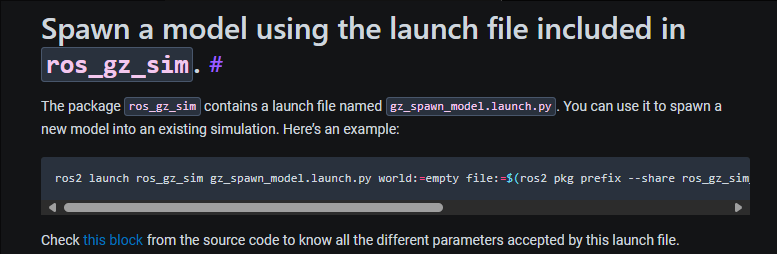 Spawn a model using the launch file included in
ros_gz_sim. #
The package ros_gz_sim contains a launch file named gz_spawn_model.launch.py. You can use it to spawn a
new model into an existing simulation. Here’s an example:
ros2 launch ros_gz_sim gz_spawn_model.launch.py world:=empty file:=$(ros2 pkg prefix --share ros_gz_sim_
Check this block from the source code to know all the different parameters accepted by this launch file.